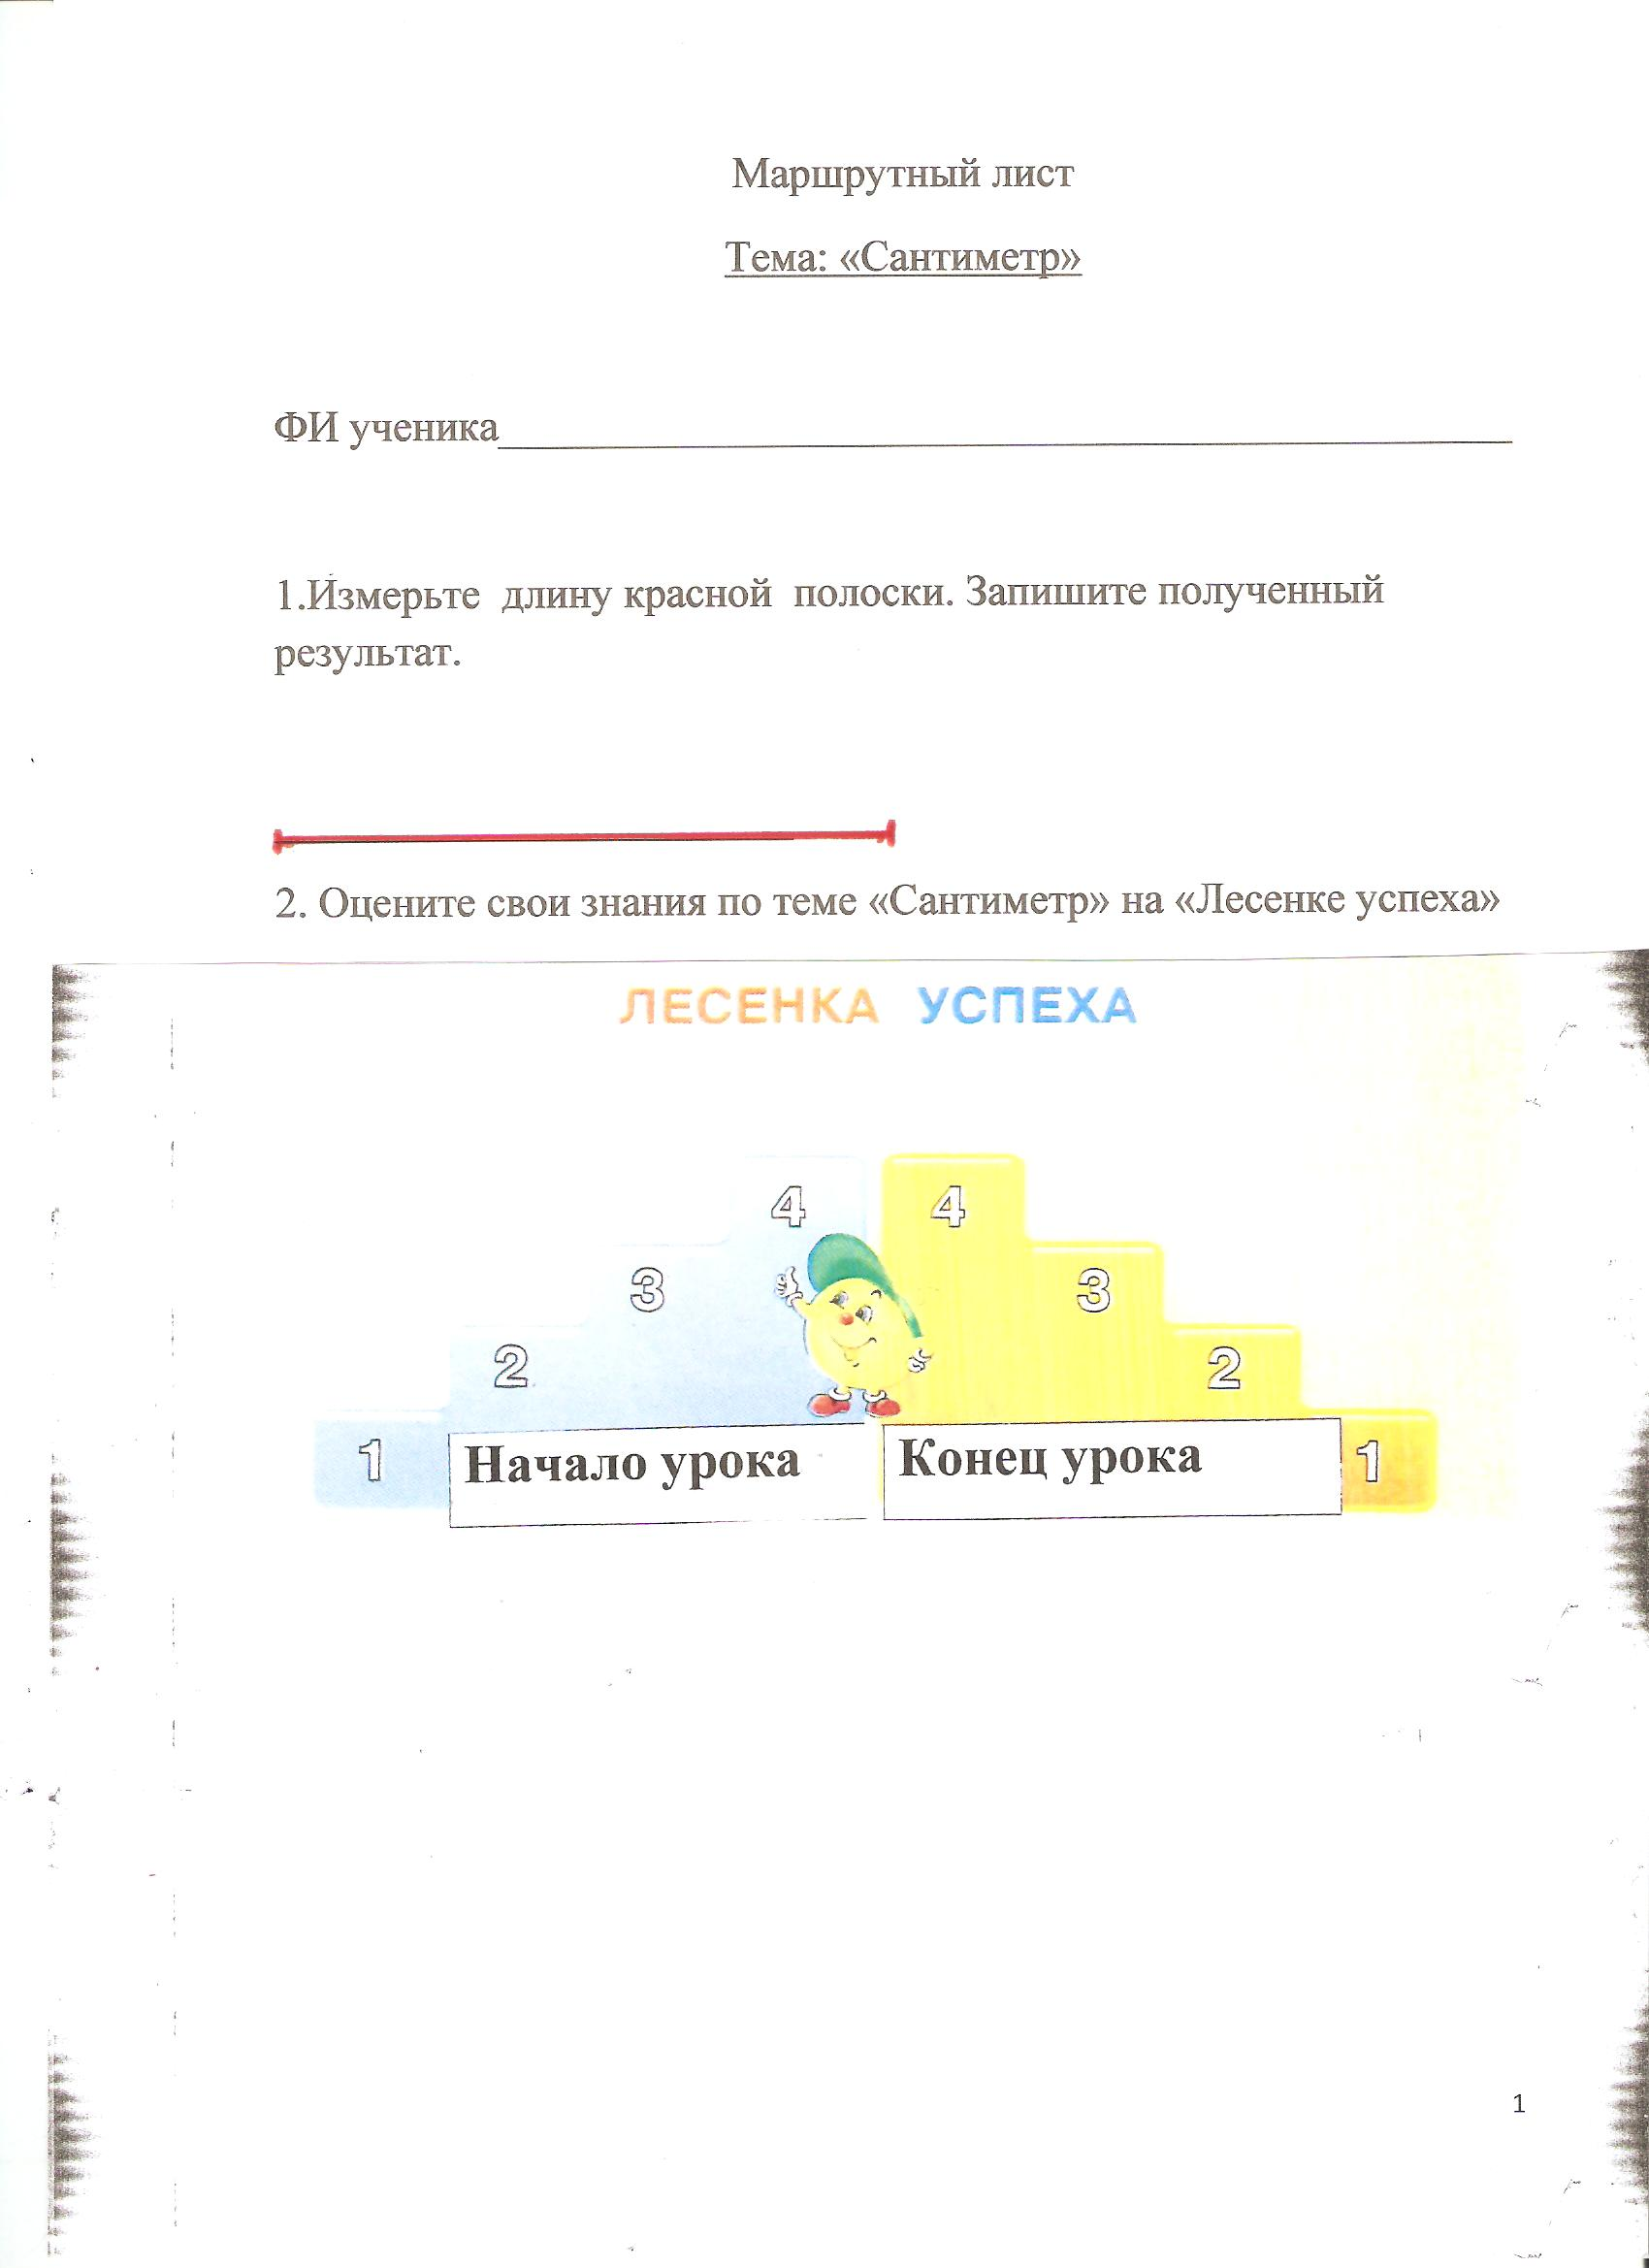 Маршрутный лист
Тема: «Сантиметр»
ФИ ученика
1.Измерьте длину красной полоски. Запишите полученный
результат.
2. Оцените свои знания по теме «Сантиметр» на «Лесенке успеха»
ЛЕСЕНКА УСПЕХА
4 4
3 3
2 2
1 Начало урока Конец урока 1
1